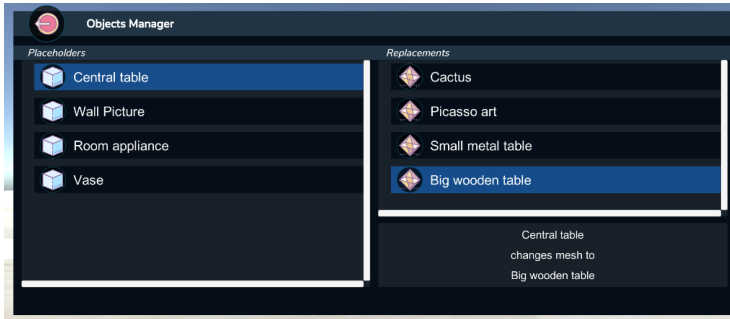 Objects Manager
Placeholders
Replacements
Central table
Wall Picture
Room appliance
Vase
Cactus
Picasso art
Small metal table
Big wooden table
Central table
changes mesh to
Big wooden table